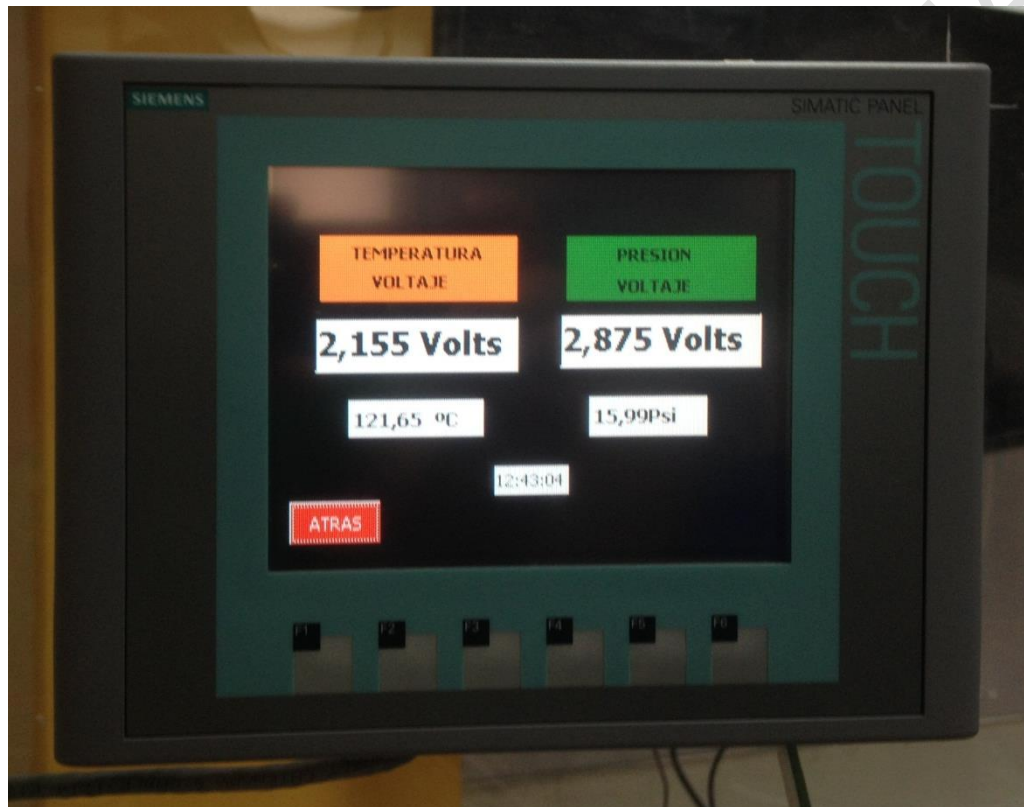 SIEMENS
SIMATIC PANEL
TOUCH
TEMPERATURA
VOLTAJE
PRESION
VOLTAJE
2,155 Volts
2,875 Volts
121,65 ºC
15,99Psi
12:43:04
ATRAS
F1 F2 F3 F4 F5 F6